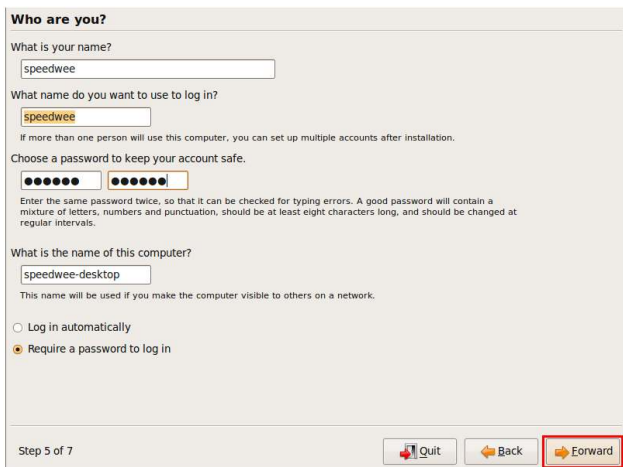 Who are you?
What is your name?
speedwee
What name do you want to use to log in?
speedwee
If more than one person will use this computer, you can set up multiple accounts after installation.
Choose a password to keep your account safe.
●●●●●● ●●●●●●
Enter the same password twice, so that it can be checked for typing errors. A good password will contain a
mixture of letters, numbers and punctuation, should be at least eight characters long, and should be changed at
regular intervals.
What is the name of this computer?
speedwee-desktop
This name will be used if you make the computer visible to others on a network.
Log in automatically
Require a password to log in
Step 5 of 7 Quit Back Forward